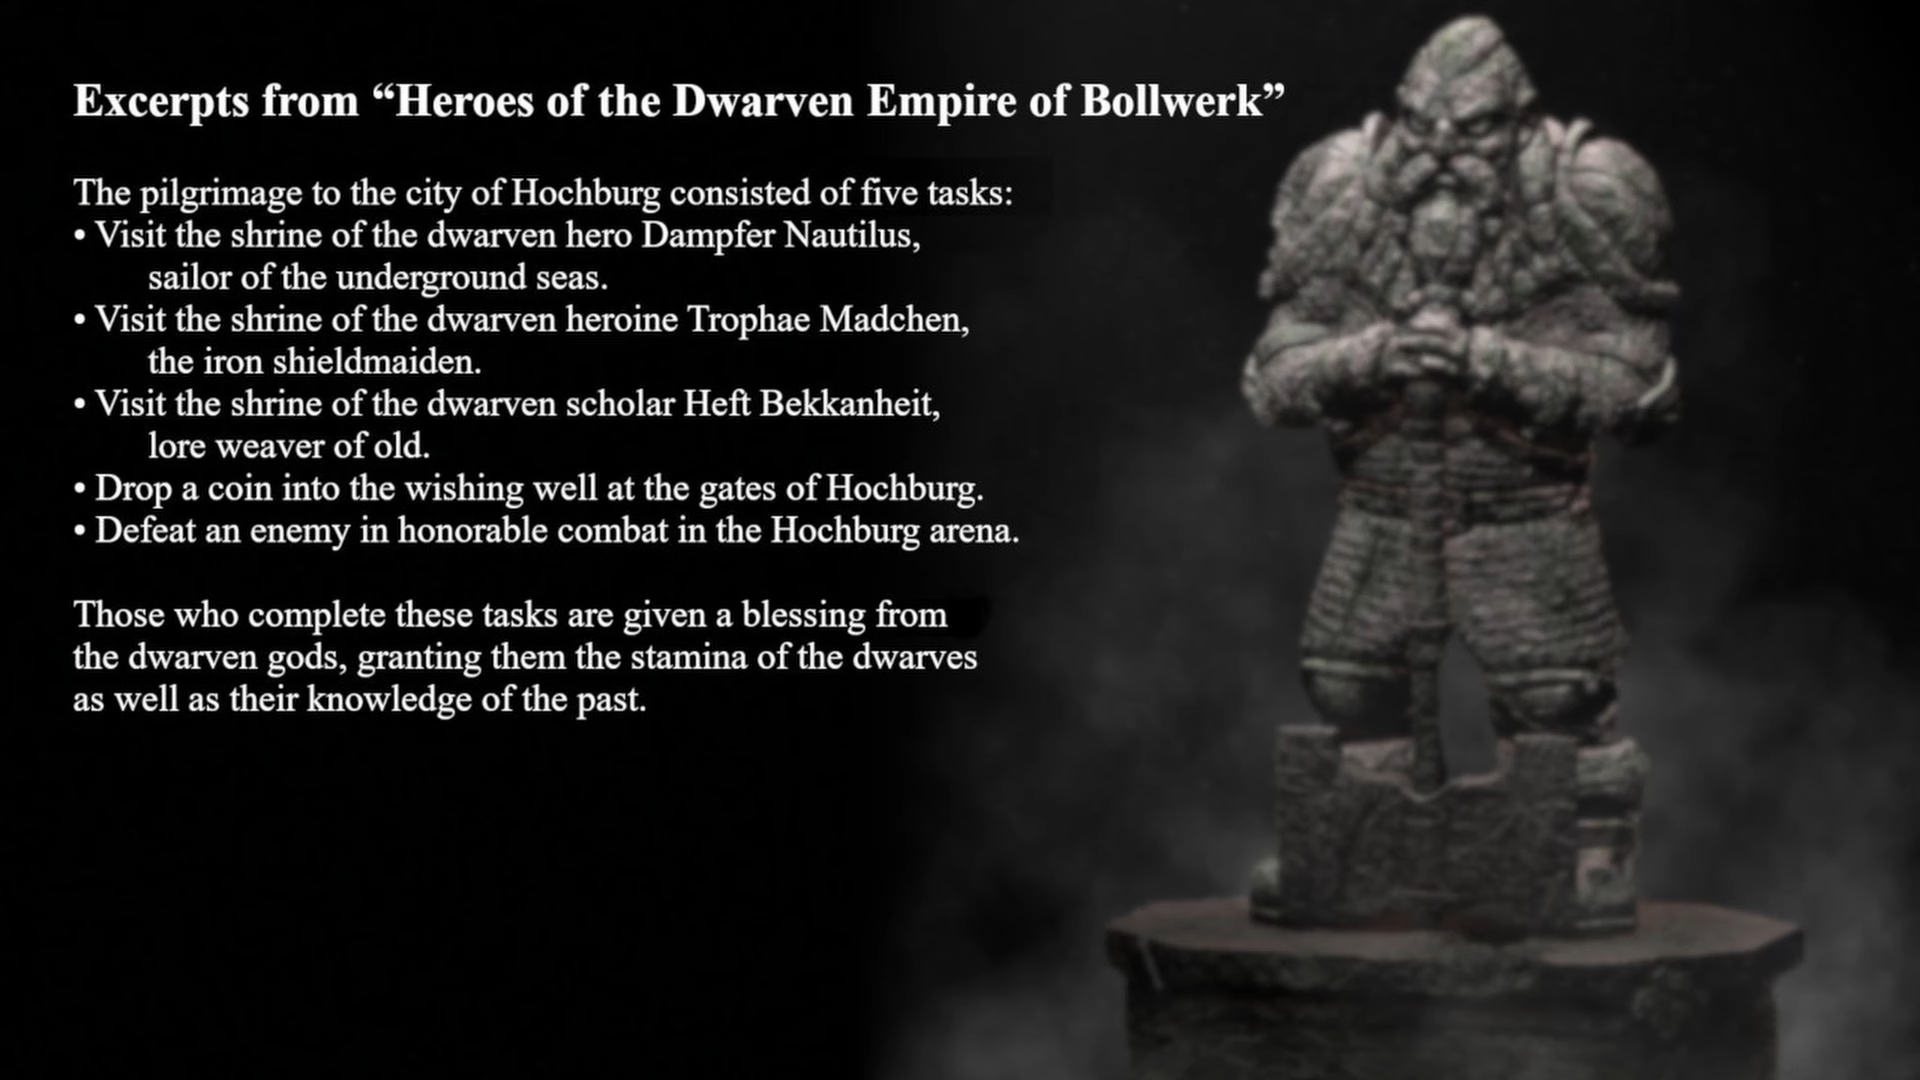 Excerpts from “Heroes of the Dwarven Empire of Bollwerk”
The pilgrimage to the city of Hochburg consisted of five tasks:
• Visit the shrine of the dwarven hero Dampfer Nautilus,
sailor of the underground seas.
• Visit the shrine of the dwarven heroine Trophae Madchen,
the iron shieldmaiden.
• Visit the shrine of the dwarven scholar Heft Bekkanheit,
lore weaver of old.
• Drop a coin into the wishing well at the gates of Hochburg.
• Defeat an enemy in honorable combat in the Hochburg arena.
Those who complete these tasks are given a blessing from
the dwarven gods, granting them the stamina of the dwarves
as well as their knowledge of the past.